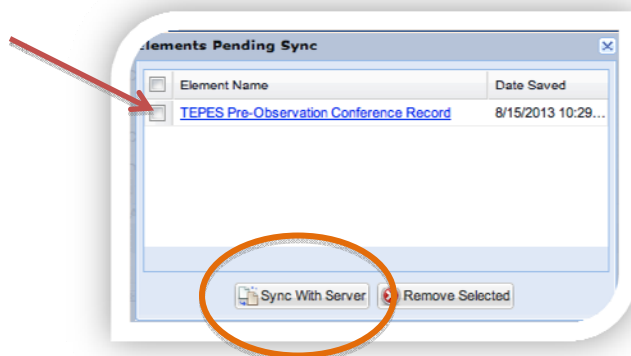 Elements Pending Sync
Element Name Date Saved
TEPES Pre-Observation Conference Record 8/15/2013 10:29...
Sync With Server Remove Selected